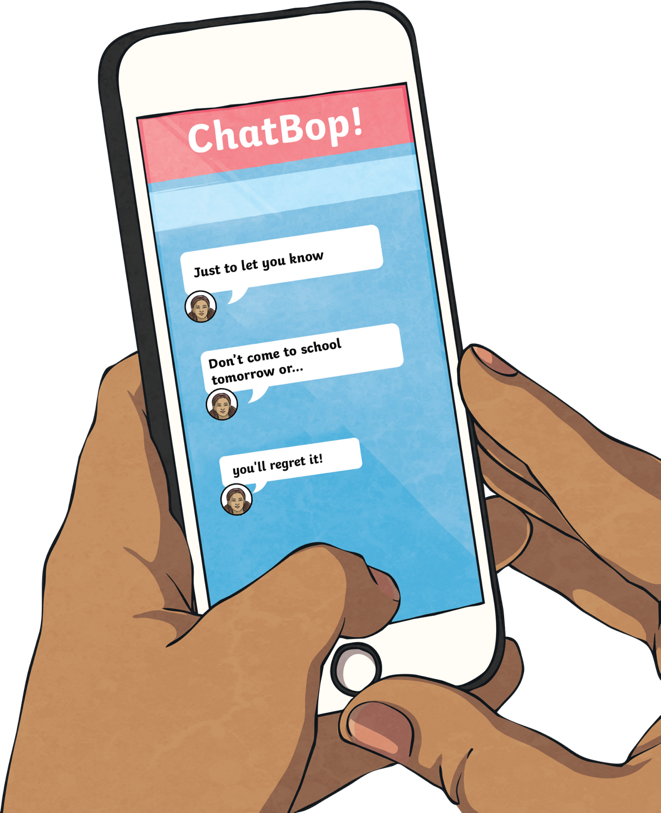 ChatBop!
Just to let you know
Don't come to school
tomorrow or...
you'll regret it!